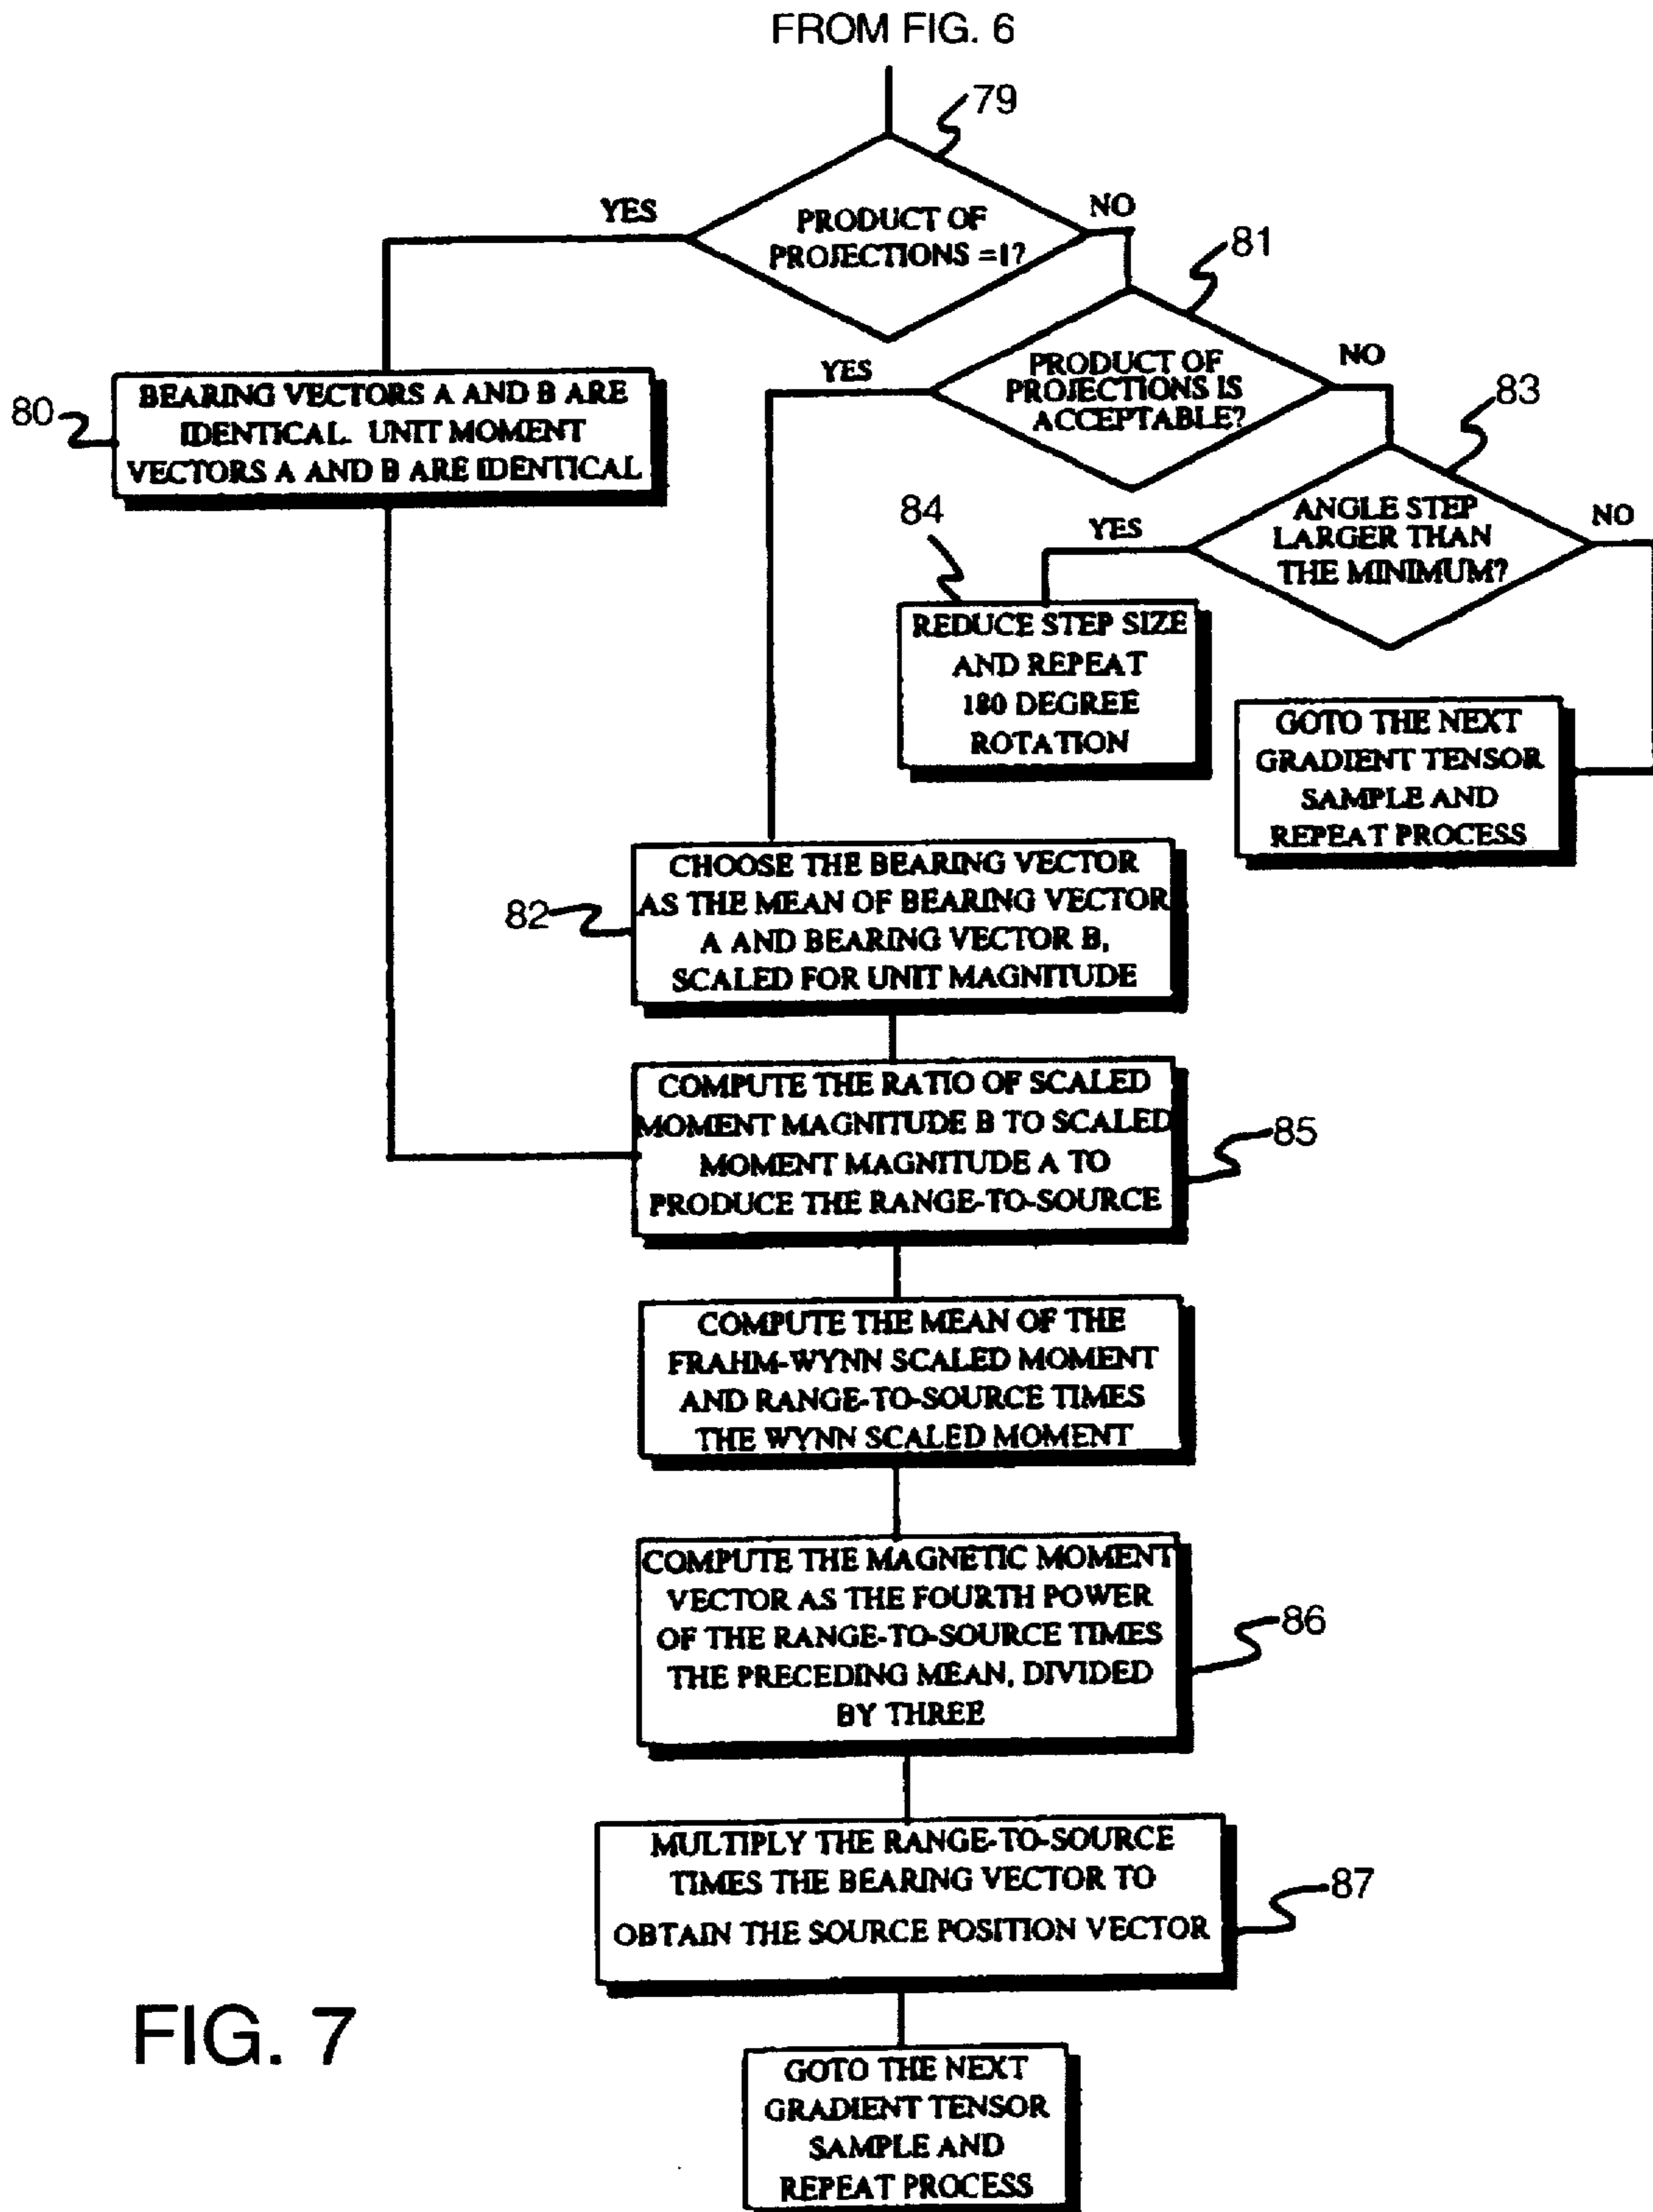 FROM FIG. 6
79
YES
NO
PRODUCT OF
PROJECTIONS =1?
81
YES
NO
PRODUCT OF
PROJECTIONS IS
ACCEPTABLE?
83
80
BEARING VECTORS A AND B ARE
IDENTICAL. UNIT MOMENT
VECTORS A AND B ARE IDENTICAL
84
YES
NO
ANGLE STEP
LARGER THAN
THE MINIMUM?
REDUCE STEP SIZE
AND REPEAT
180 DEGREE
ROTATION
GOTO THE NEXT
GRADIENT TENSOR
SAMPLE AND
REPEAT PROCESS
82
CHOOSE THE BEARING VECTOR
AS THE MEAN OF BEARING VECTOR
A AND BEARING VECTOR B,
SCALED FOR UNIT MAGNITUDE
COMPUTE THE RATIO OF SCALED
MOMENT MAGNITUDE B TO SCALED
MOMENT MAGNITUDE A TO
PRODUCE THE RANGE-TO-SOURCE
85
COMPUTE THE MEAN OF THE
FRAHM-WYNN SCALED MOMENT
AND RANGE-TO-SOURCE TIMES
THE WYNN SCALED MOMENT
COMPUTE THE MAGNETIC MOMENT
VECTOR AS THE FOURTH POWER
OF THE RANGE-TO-SOURCE TIMES
THE PRECEDING MEAN, DIVIDED
BY THREE
86
MULTIPLY THE RANGE-TO-SOURCE
TIMES THE BEARING VECTOR TO
OBTAIN THE SOURCE POSITION VECTOR
87
FIG. 7
GOTO THE NEXT
GRADIENT TENSOR
SAMPLE AND
REPEAT PROCESS